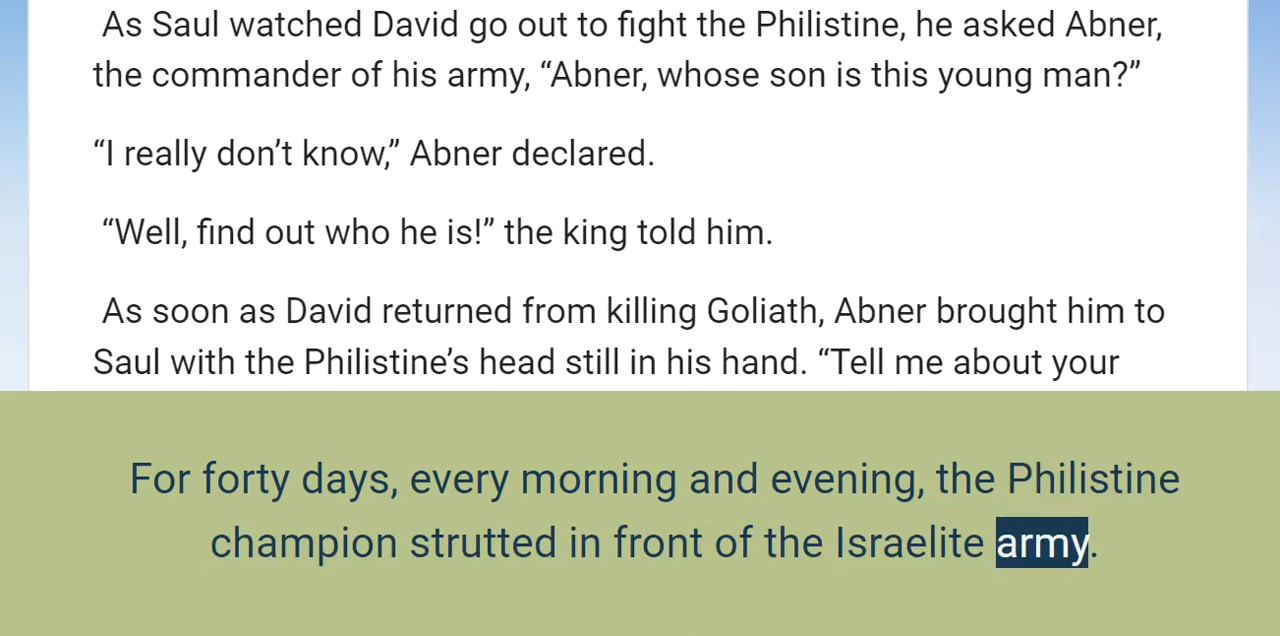 As Saul watched David go out to fight the Philistine, he asked Abner,
the commander of his army, “Abner, whose son is this young man?”
“I really don’t know,” Abner declared.
“Well, find out who he is!” the king told him.
As soon as David returned from killing Goliath, Abner brought him to
Saul with the Philistine’s head still in his hand. “Tell me about your
For forty days, every morning and evening, the Philistine
champion strutted in front of the Israelite army.